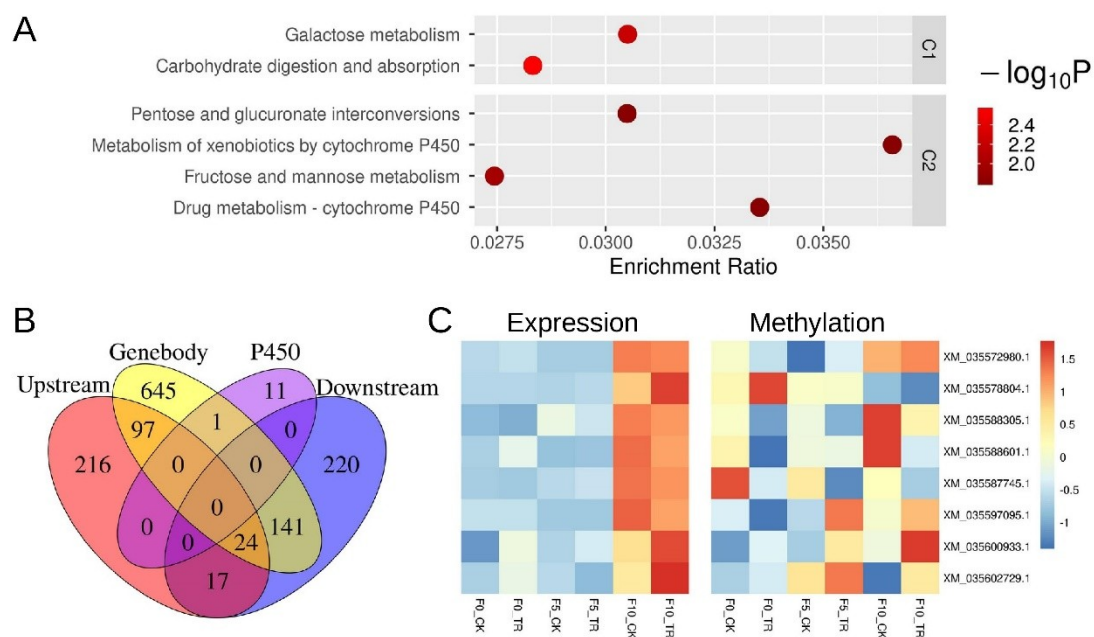 A
Galactose metabolism
Carbohydrate digestion and absorption
C1
Pentose and glucuronate interconversions
Metabolism of xenobiotics by cytochrome P450
Fructose and mannose metabolism
Drug metabolism - cytochrome P450
C2
0.0275 0.0300 0.0325 0.0350
Enrichment Ratio
− log10P
2.4
2.2
2.0
B
Genebody P450
Upstream Downstream
645 11
97 1 0
216 0 0 220
0
0 0 24 141
17
C
Expression Methylation
XM_035572980.1
XM_035578804.1
XM_035588305.1
XM_035588601.1
XM_035587745.1
XM_035597095.1
XM_035600933.1
XM_035602729.1
F0_CK F0_TR F5_CK F5_TR F10_CK F10_TR F0_CK F0_TR F5_CK F5_TR F10_CK F10_TR
1.5
1
0.5
0
-0.5
-1